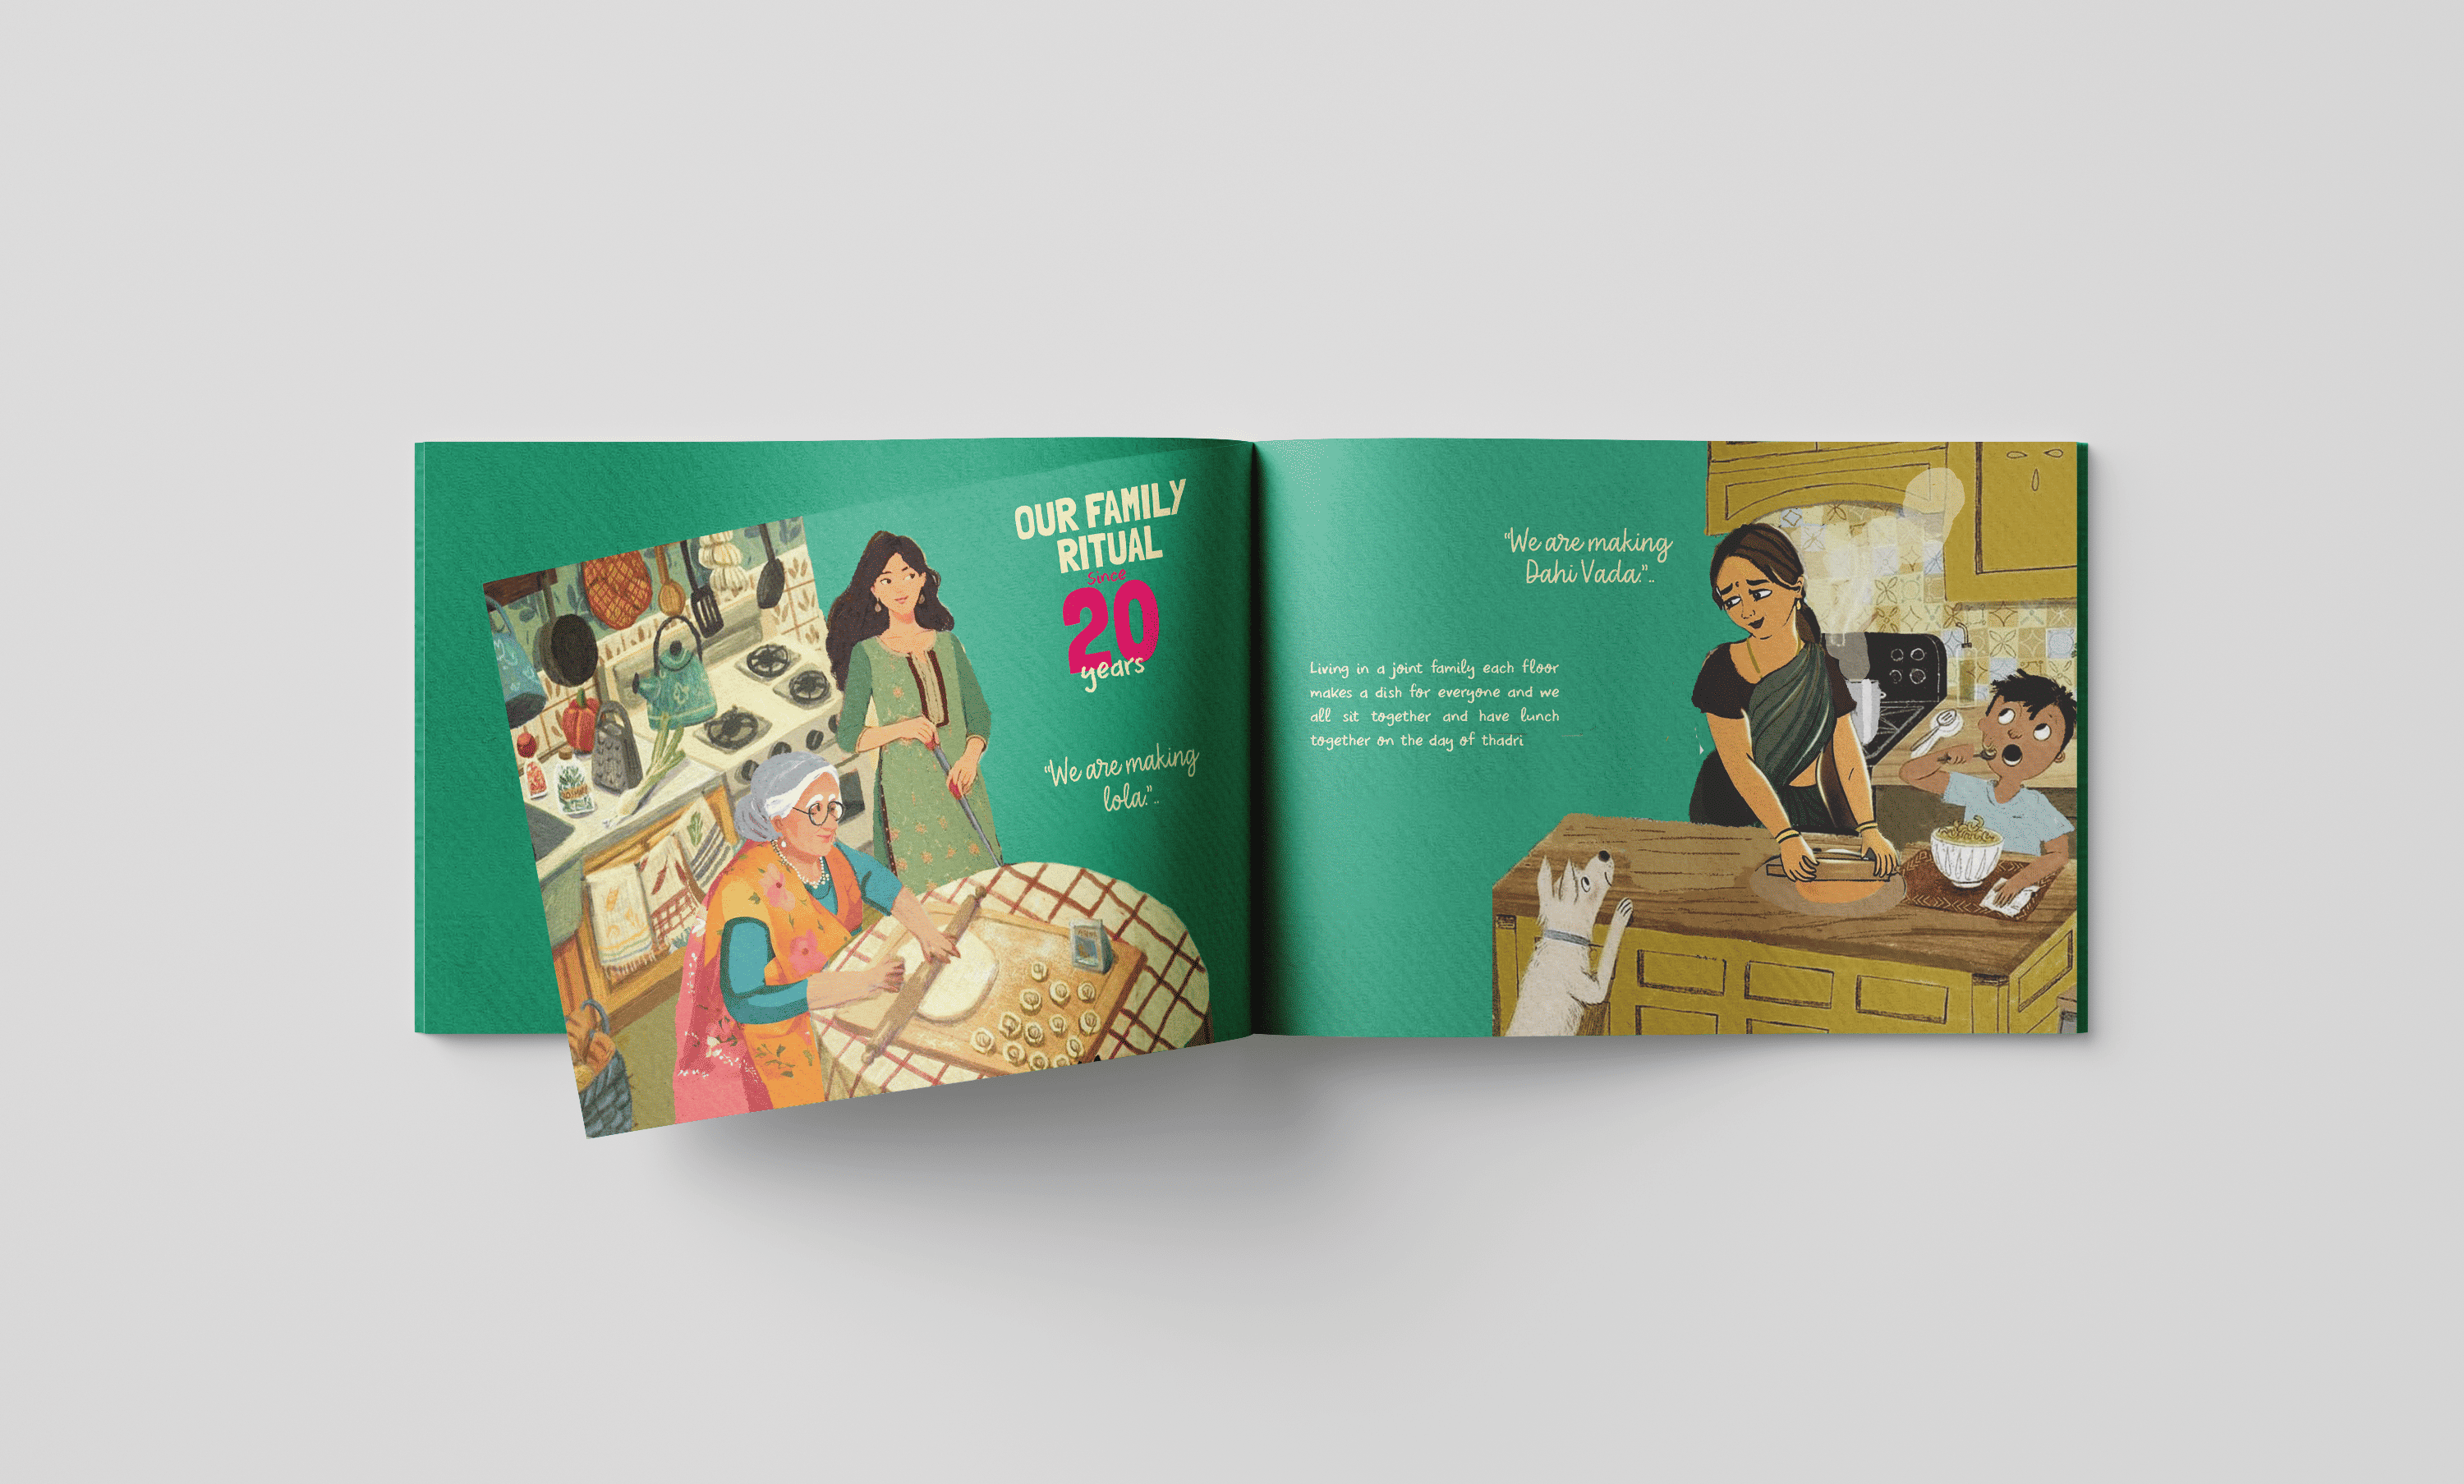 OUR FAMILY
RITUAL
Since
20
years
"We are making
lola."..
"We are making
Dahi Vada."..
Living in a joint family each floor
makes a dish for everyone and we
all sit together and have lunch
together on the day of thadri